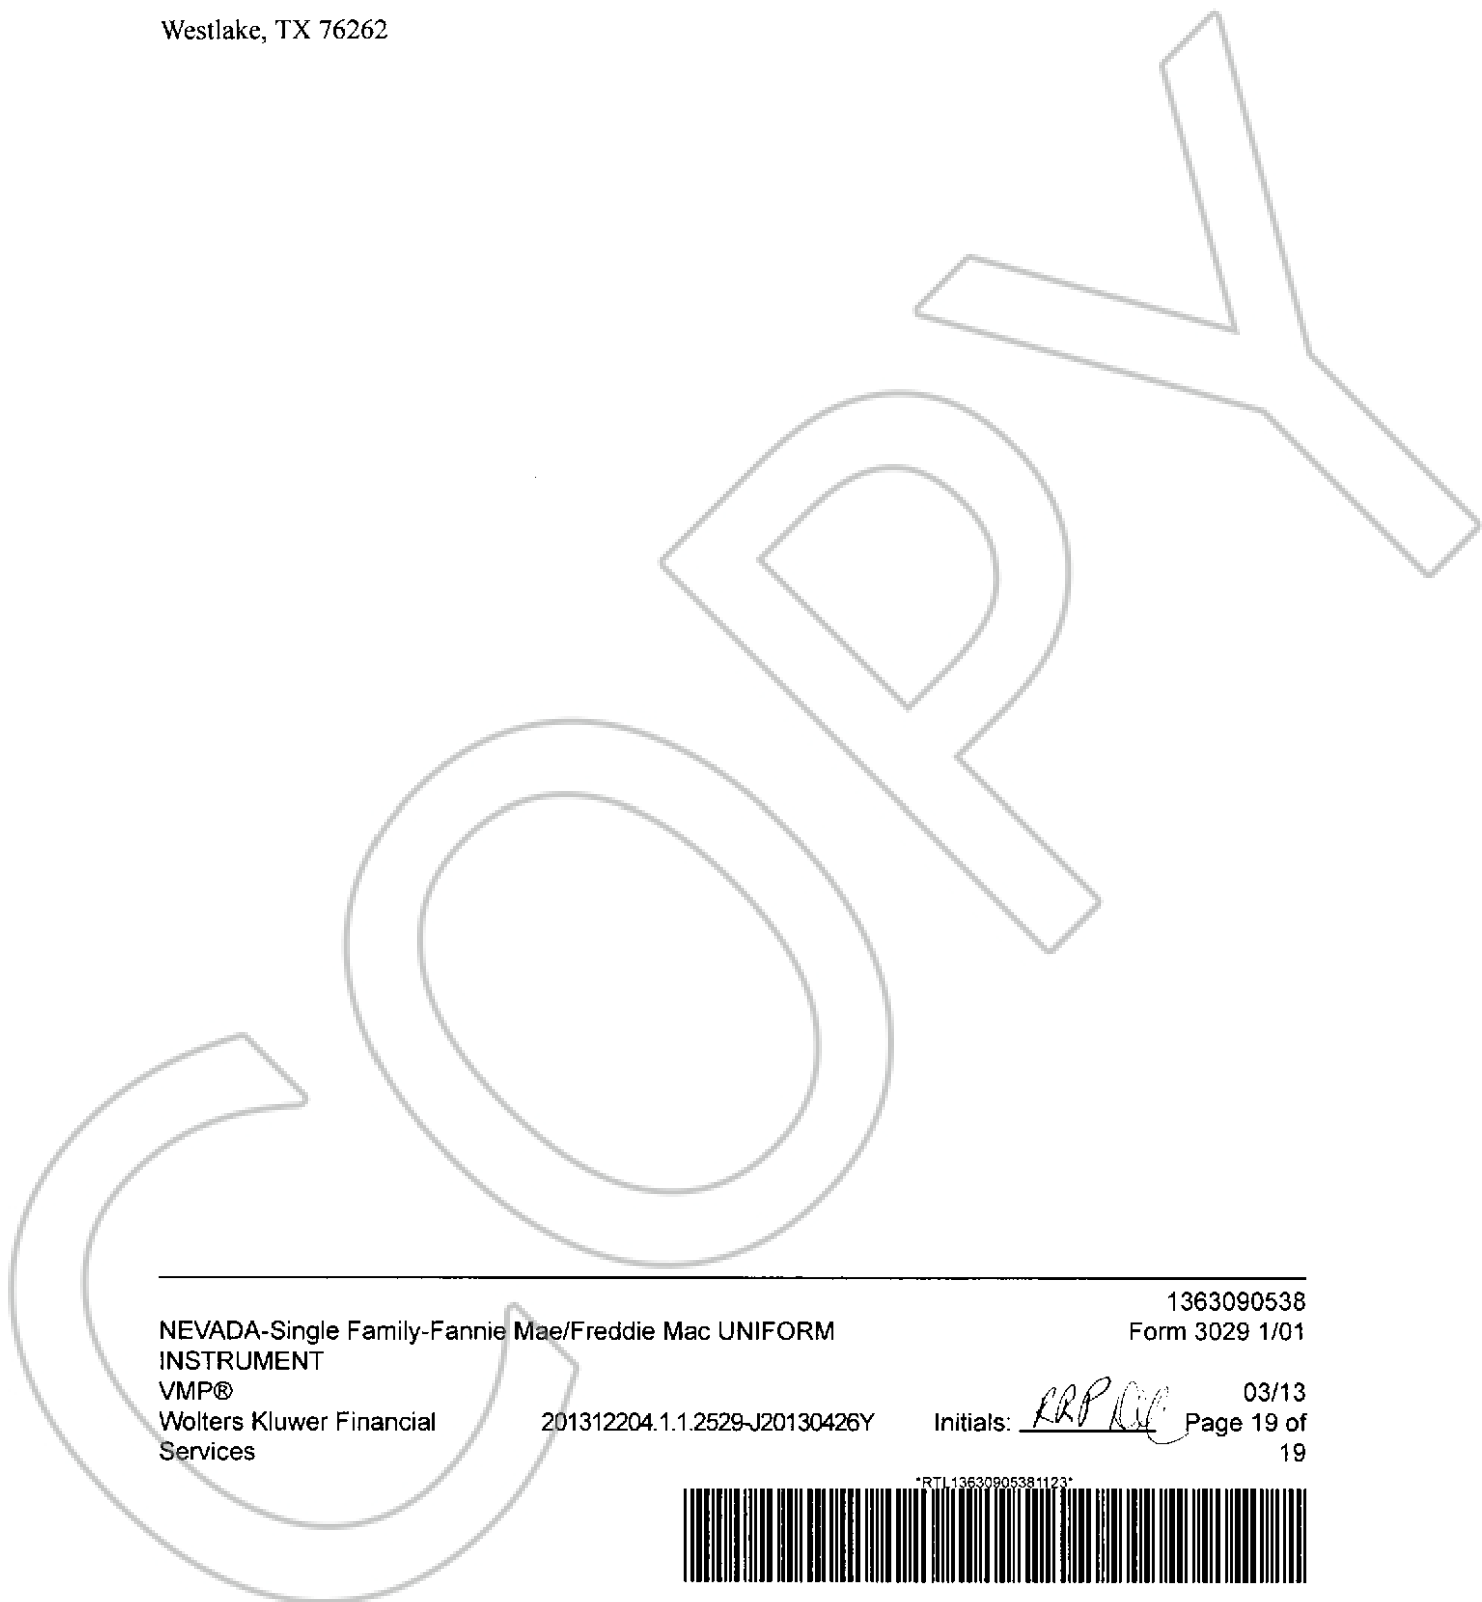 Westlake, TX 76262
COPY
1363090538
NEVADA-Single Family-Fannie Mae/Freddie Mac UNIFORM
INSTRUMENT
Form 3029 1/01
VMP®
03/13
Wolters Kluwer Financial
Services
201312204.1.1.2529-J20130426Y
Initials: RRP
Page 19 of
19
*RTL13630905381123*